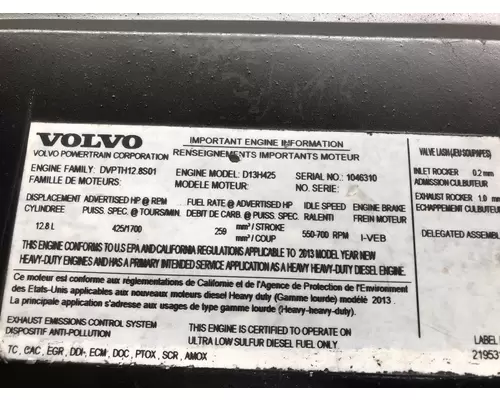 VOLVO
IMPORTANT ENGINE INFORMATION
VOLVO POWERTRAIN CORPORATION
RENSEIGNEMENTS IMPORTANTS MOTEUR
VALVE LASH (JEU SOUPIPES)
ENGINE FAMILY: DVPTH12.8S01 ENGINE MODEL: D13H425 SERIAL NO.: 1046310
FAMILLE DE MOTEURS: MODELE MOTEUR: NO. SERIE:
INLET ROCKER 0.2 mm
ADMISSION CULBUTEUR
EXHAUST ROCKER 1.0 mm
ECHAPPEMENT CULBUTEUR
DISPLACEMENT ADVERTISED HP @ RPM FUEL RATE @ ADVERTISED HP IDLE SPEED ENGINE BRAKE
CYLINDREE PUISS. SPEC. @ TOURS/MIN. DEBIT DE CARB. @ PUISS. SPEC. RALENTI FREIN MOTEUR
12.8 L 425/1700 259 mm³/STROKE 550-700 RPM I-VEB
mm³/COUP
DELEGATED ASSEMBL
THIS ENGINE CONFORMS TO U.S EPA AND CALIFORNIA REGULATIONS APPLICABLE TO 2013 MODEL YEAR NEW
HEAVY-DUTY ENGINES AND HAS A PRIMARY INTENDED SERVICE APPLICATION AS A HEAVY-HEAVY-DUTY DIESEL ENGINE.
Ce moteur est conforme aux réglementations de Californie et de l'Agence de Protection de l'Environnement
des Etats-Unis applicables aux nouveaux moteurs diesel Heavy duty (Gamme lourde) modèle 2013 .
La principale application s'adresse aux usages de type gamme lourde (Heavy-heavy-duty).
EXHAUST EMISSIONS CONTROL SYSTEM
DISPOSITIF ANTI-POLLUTION
THIS ENGINE IS CERTIFIED TO OPERATE ON
ULTRA LOW SULFUR DIESEL FUEL ONLY.
TC, CAC, EGR, DDI-, ECM, DOC, PTOX, SCR, AMOX
LABEL
21953